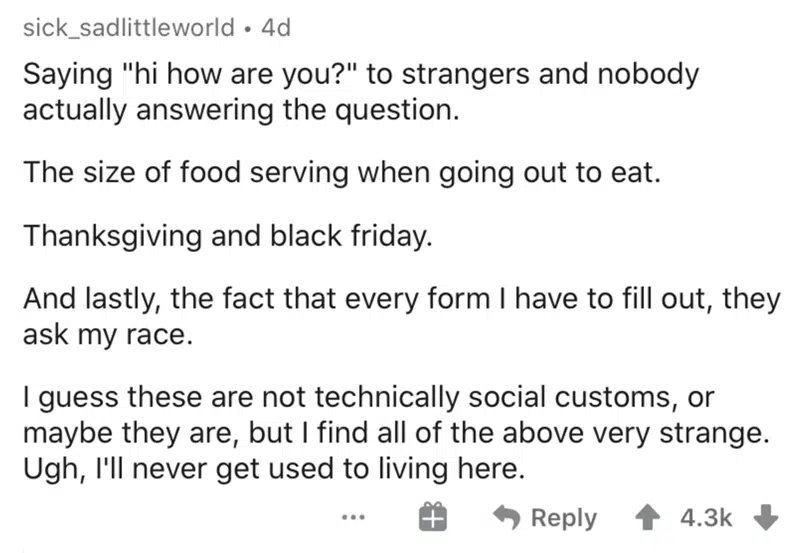 sick_sadlittleworld • 4d
Saying "hi how are you?" to strangers and nobody
actually answering the question.
The size of food serving when going out to eat.
Thanksgiving and black friday.
And lastly, the fact that every form I have to fill out, they
ask my race.
I guess these are not technically social customs, or
maybe they are, but I find all of the above very strange.
Ugh, I'll never get used to living here.
... Reply 4.3k